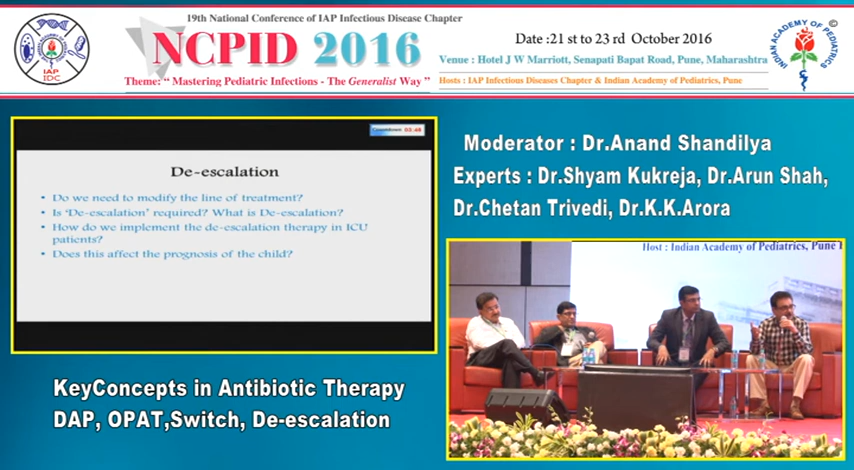 19th National Conference of IAP Infectious Disease Chapter
NCPID 2016
Theme: “ Mastering Pediatric Infections - The Generalist Way ”
IAP
IDC
Date :21 st to 23 rd October 2016
Venue : Hotel J W Marriott, Senapati Bapat Road, Pune, Maharashtra
Hosts : IAP Infectious Diseases Chapter & Indian Academy of Pediatrics, Pune
INDIAN ACADEMY OF PEDIATRICS
©
Countdown 02:46
De-escalation
• Do we need to modify the line of treatment?
• Is ‘De-escalation’ required? What is De-escalation?
• How do we implement the de-escalation therapy in ICU
patients?
• Does this affect the prognosis of the child?
Moderator : Dr.Anand Shandilya
Experts : Dr.Shyam Kukreja, Dr.Arun Shah,
Dr.Chetan Trivedi, Dr.K.K.Arora
Host : Indian Academy of Pediatrics, Pune
KeyConcepts in Antibiotic Therapy
DAP, OPAT,Switch, De-escalation